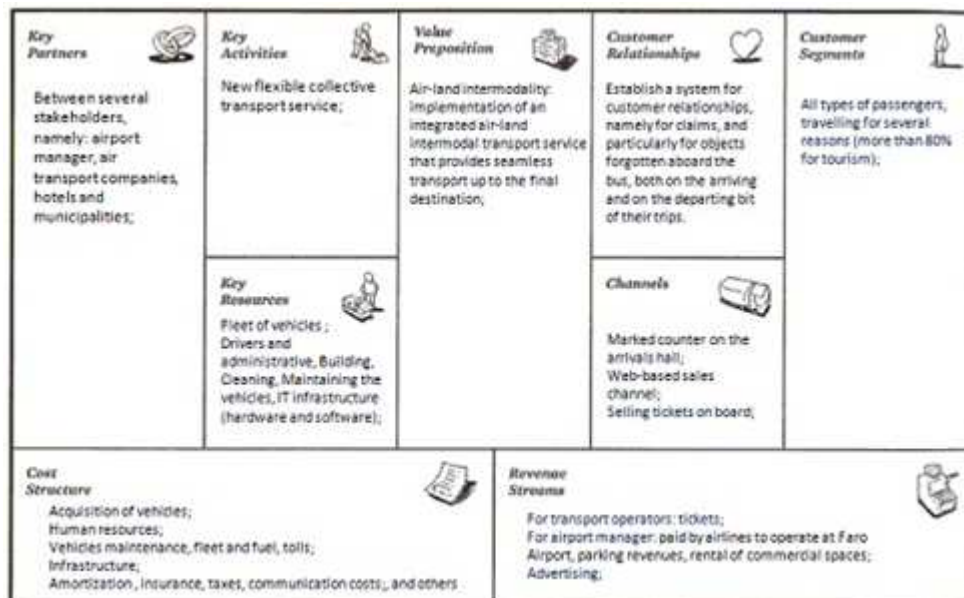 Key
Partners
Between several
stakeholders,
namely: airport
manager, air
transport companies,
hotels and
municipalities;
Key
Activities
New flexible collective
transport service;
Key
Resources
Fleet of vehicles ;
Drivers and
administrative, Building,
Cleaning, Maintaining the
vehicles, IT infrastructure
(hardware and software);
Value
Preposition
Air-land intermodality:
implementation of an
integrated air-land
intermodal transport service
that provides seamless
transport up to the final
destination;
Customer
Relationships
Establish a system for
customer relationships,
namely for claims, and
particularly for objects
forgotten aboard the
bus, both on the arriving
and on the departing bit
of their trips.
Channels
Marked counter on the
arrivals hall;
Web-based sales
channel;
Selling tickets on board;
Customer
Segments
All types of passengers,
travelling for several
reasons (more than 80%
for tourism);
Cost
Structure
Acquisition of vehicles;
Human resources;
Vehicles maintenance, fleet and fuel, tolls;
Infrastructure;
Amortization, insurance, taxes, communication costs;, and others
Revenue
Streams
For transport operators: tickets;
For airport manager: paid by airlines to operate at Faro
Airport, parking revenues, rental of commercial spaces;
Advertising;